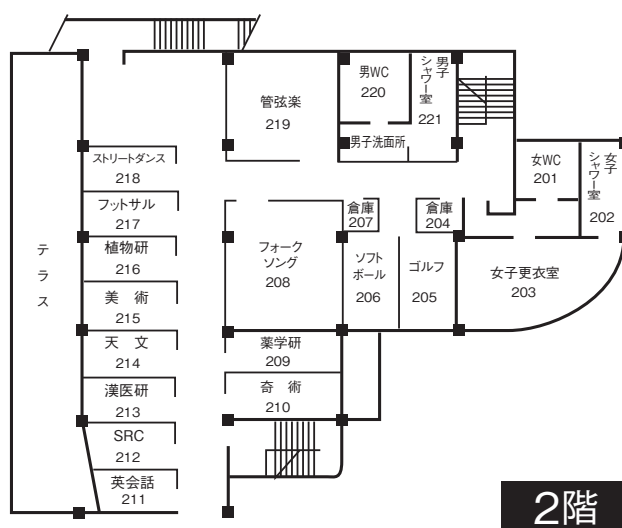 管弦楽
219
男WC
220
男子
シャワー室
221
男子洗面所
ストリートダンス
218
フットサル
217
植物研
216
美術
215
天文
214
漢医研
213
SRC
212
英会話
211
テラス
フォーク
ソング
208
倉庫
207
倉庫
204
ソフト
ボール
206
ゴルフ
205
女WC
201
女子
シャワー室
202
女子更衣室
203
薬学研
209
奇術
210
2階